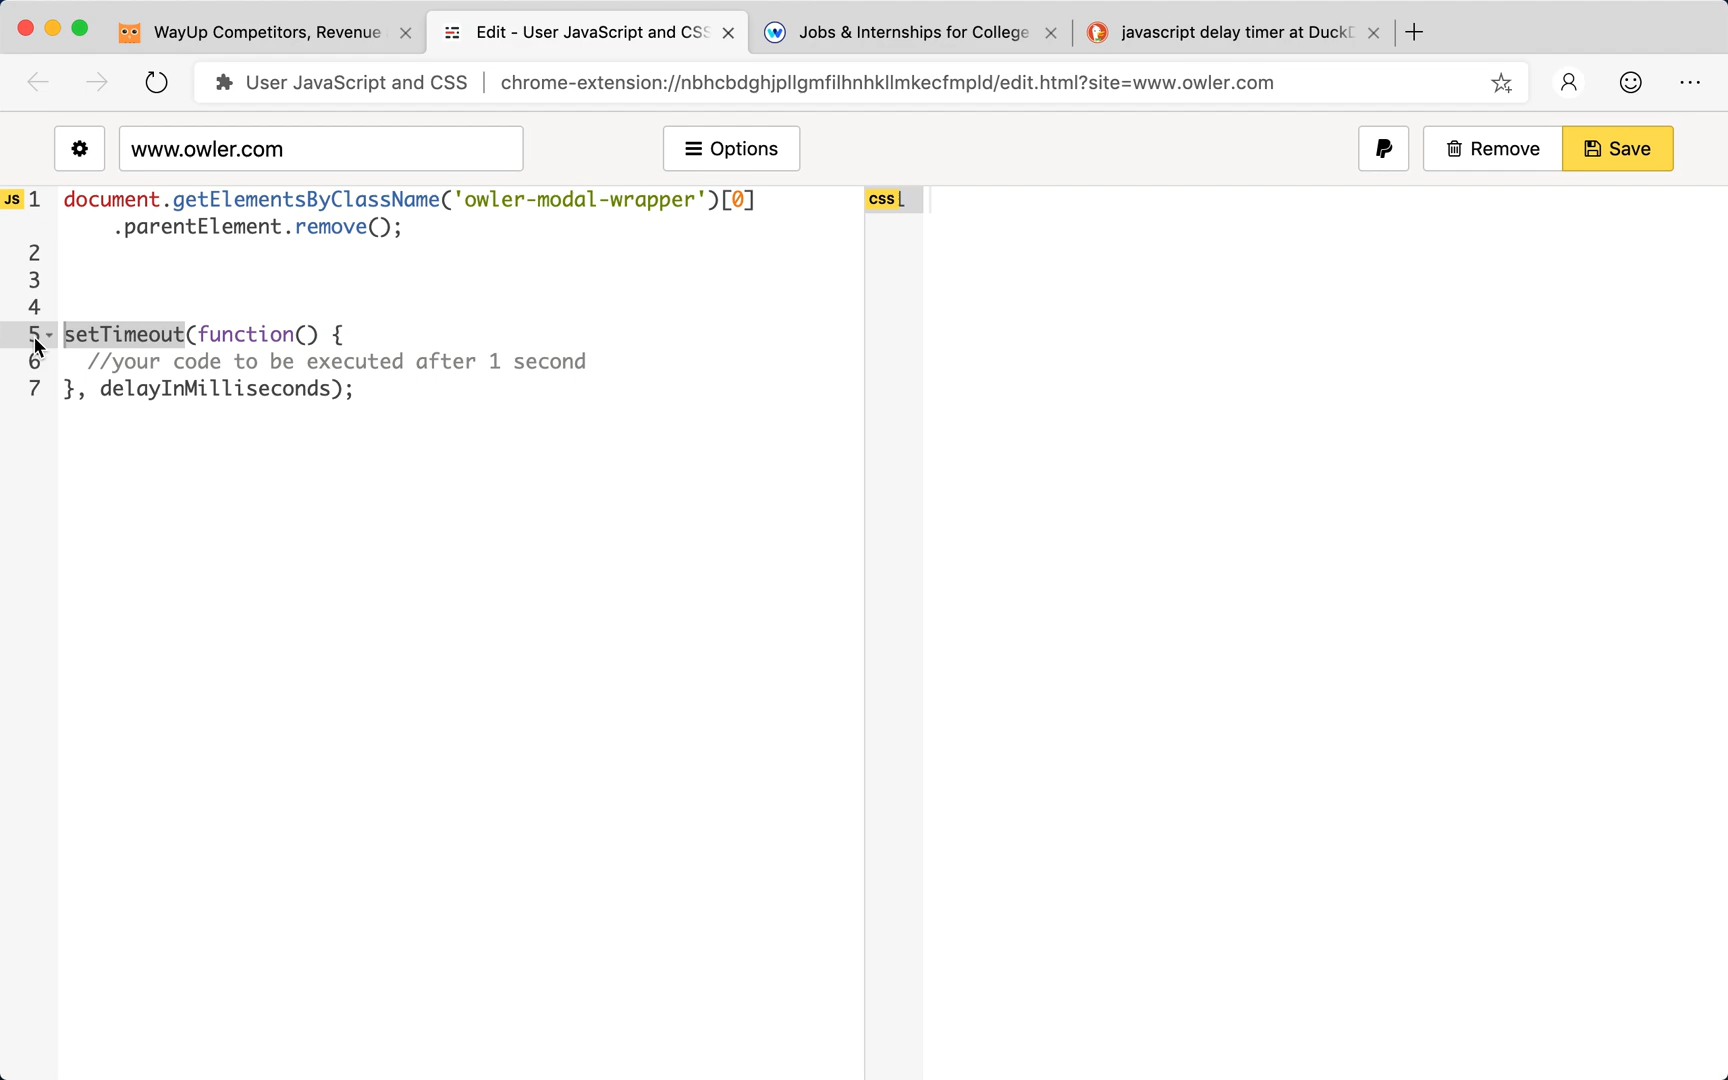 WayUp Competitors, Revenue
Edit - User JavaScript and CSS
Jobs & Internships for College
javascript delay timer at DuckD
User JavaScript and CSS
chrome-extension://nbhcbdghjpllgmfilhnhkllmkecfmpld/edit.html?site=www.owler.com
www.owler.com
Options
Remove
Save
JS
1 document.getElementsByClassName('owler-modal-wrapper')[0]
.parentElement.remove();
2
3
4
5 setTimeout(function() {
6 //your code to be executed after 1 second
7 }, delayInMilliseconds);
css